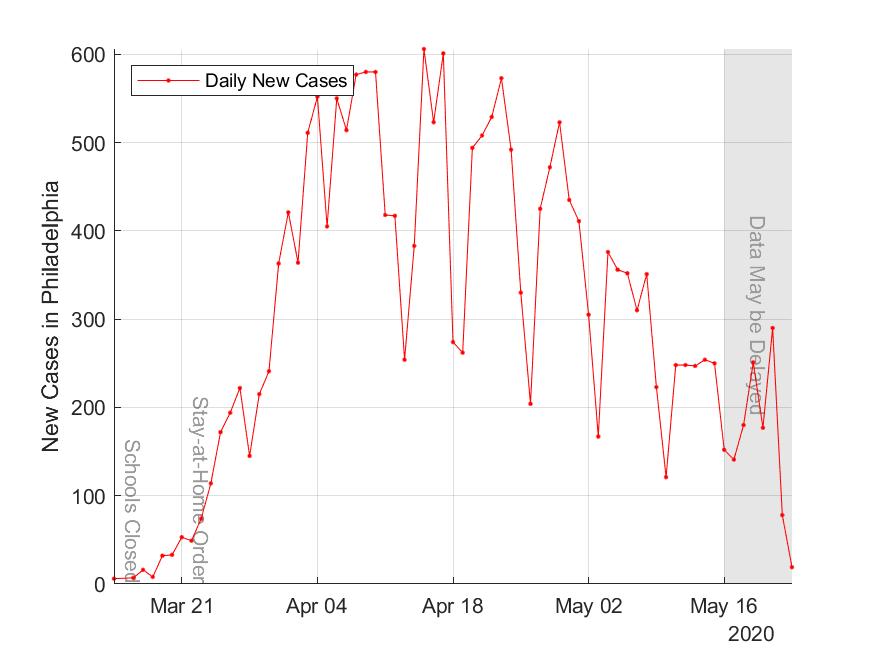 600
500
400
300
200
100
0
New Cases in Philadelphia
Daily New Cases
Schools Closed
Stay-at-Home Order
Data May be Delayed
Mar 21
Apr 04
Apr 18
May 02
May 16
2020